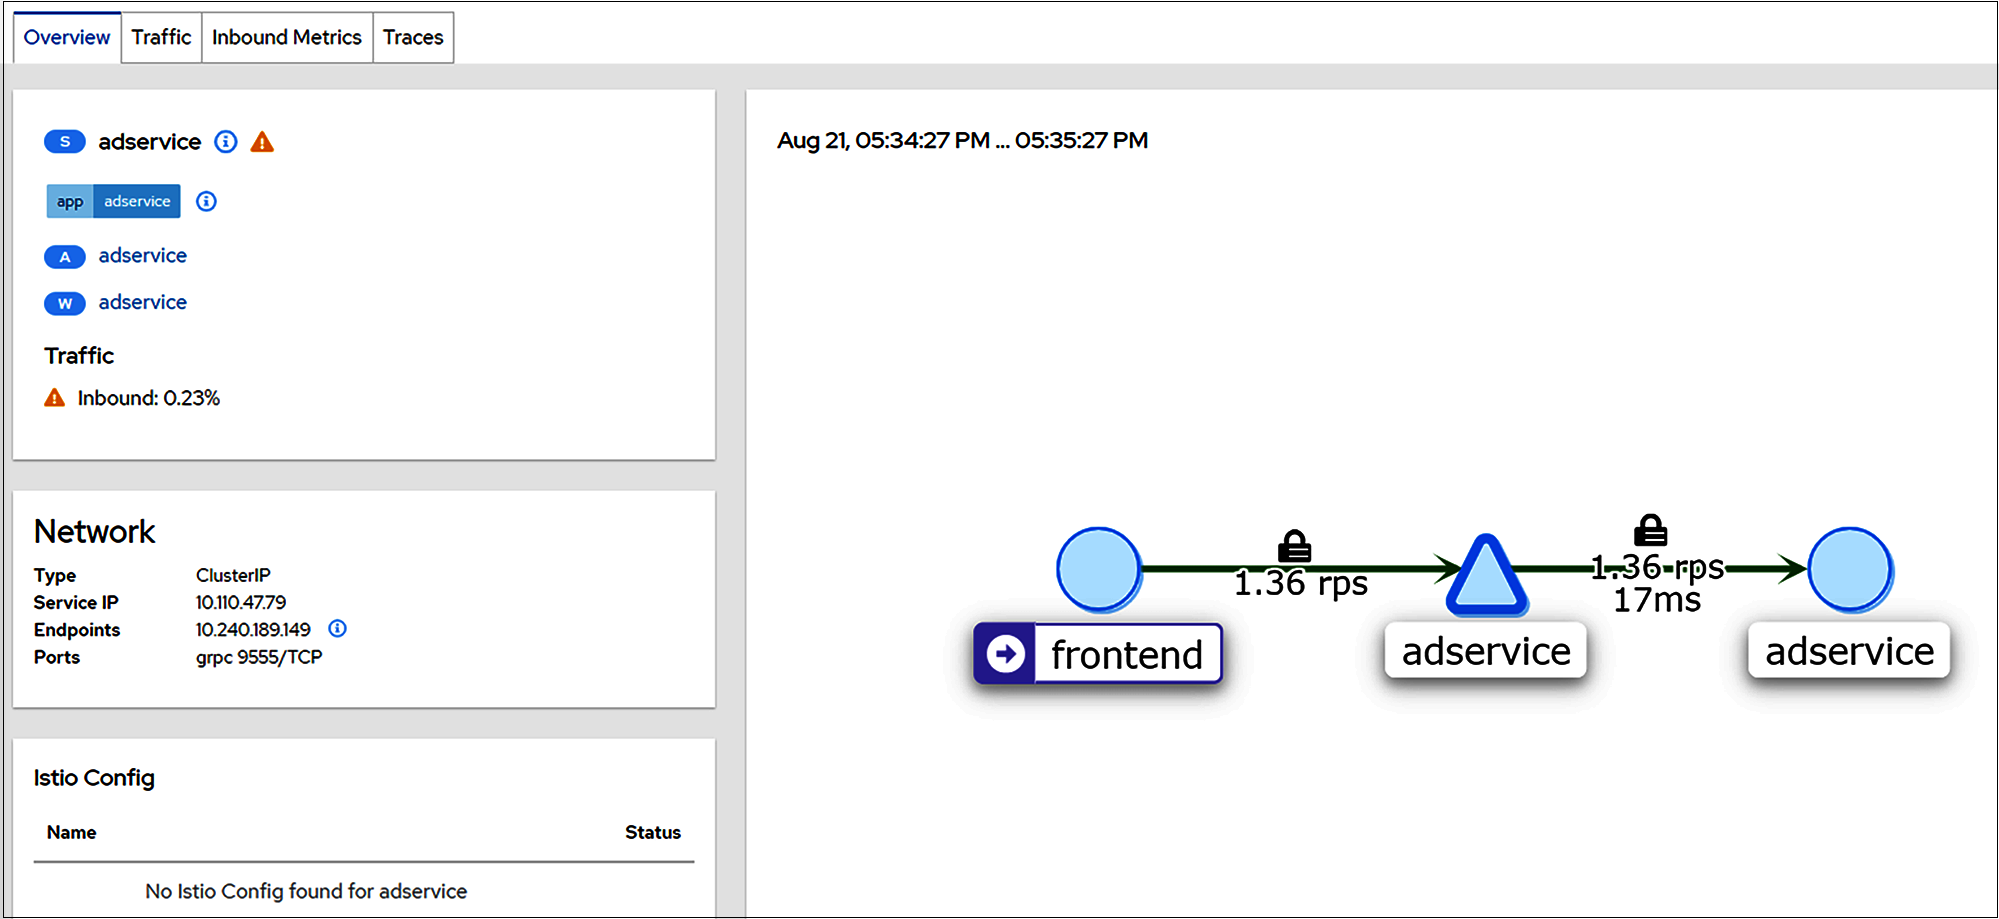 Overview Traffic Inbound Metrics Traces
S adservice
app adservice
A adservice
W adservice
Traffic
Inbound: 0.23%
Network
Type ClusterIP
Service IP 10.110.47.79
Endpoints 10.240.189.149
Ports grpc 9555/TCP
Istio Config
Name Status
No Istio Config found for adservice
Aug 21, 05:34:27 PM ... 05:35:27 PM
1.36 rps
1.36 rps
17ms
frontend
adservice
adservice